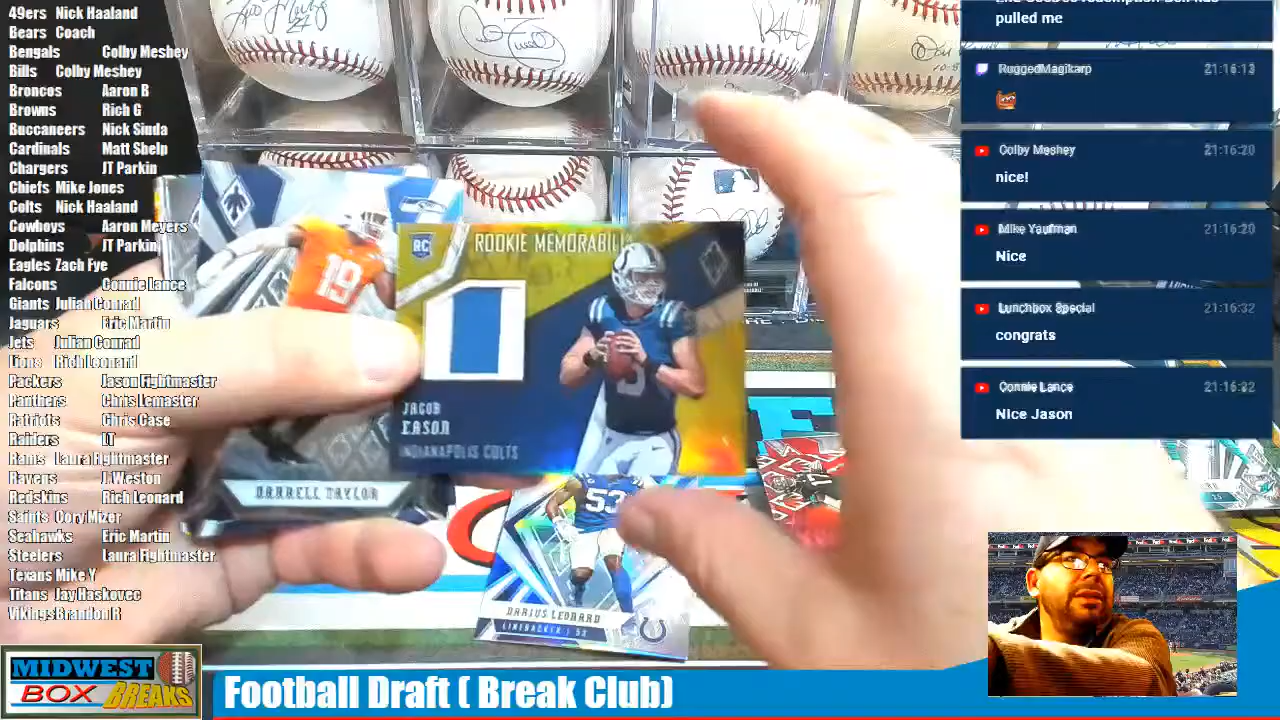 49ers Nick Haaland
Bears Coach
Bengals Colby Meshey
Bills Colby Meshey
Broncos Aaron R
Browns Rich G
Buccaneers Nick Siuda
Cardinals Matt Shelp
Chargers JT Parkin
Chiefs Mike Jones
Colts Nick Haaland
Cowboys Aaron Meyers
Dolphins JT Parkin
Eagles Zach Fye
Falcons Connie Lance
Giants Julian Conrad
Jaguars Eric Martin
Jets Julian Conrad
Lions Rich Leonard
Packers Jason Fightmaster
Panthers Chris Lemaster
Patriots Chris Case
Raiders LT
Rams Laura Fightmaster
Ravens J. Weston
Redskins Rich Leonard
Saints Cory Mizer
Seahawks Eric Martin
Steelers Laura Fightmaster
Texans Mike Y
Titans Jay Haskovec
Vikings Brandon R
MIDWEST
BOX BREAKS
Football Draft ( Break Club)
19
DARRELL TAYLOR
RC
ROOKIE MEMORABILI
JACOB
EASON
INDIANAPOLIS COLTS
53
DARIUS LEONARD
LINEBACKER | 53
pulled me
RuggedMagikarp 21:16:13
Colby Meshey 21:16:20
nice!
Mike Yaufman 21:16:20
Nice
Lunchbox Special 21:16:32
congrats
Connie Lance 21:16:32
NIce Jason